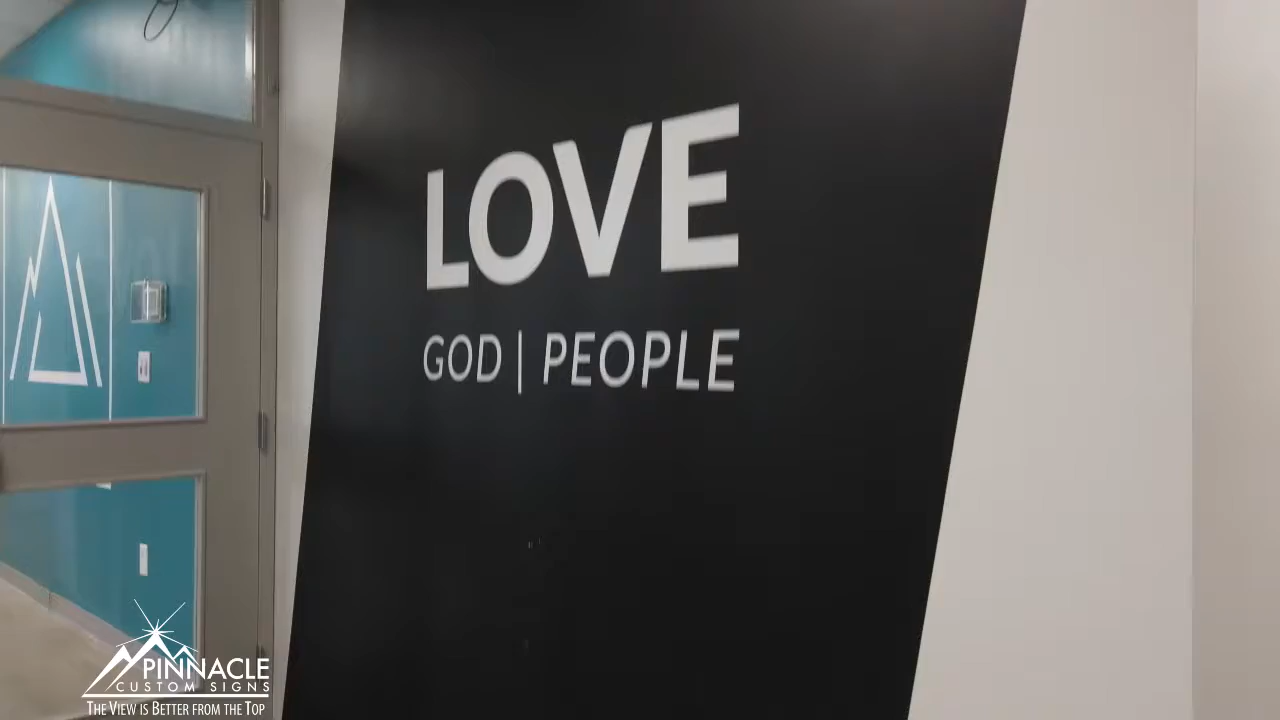 LOVE
GOD | PEOPLE
PINNACLE
CUSTOM SIGNS
THE VIEW IS BETTER FROM THE TOP